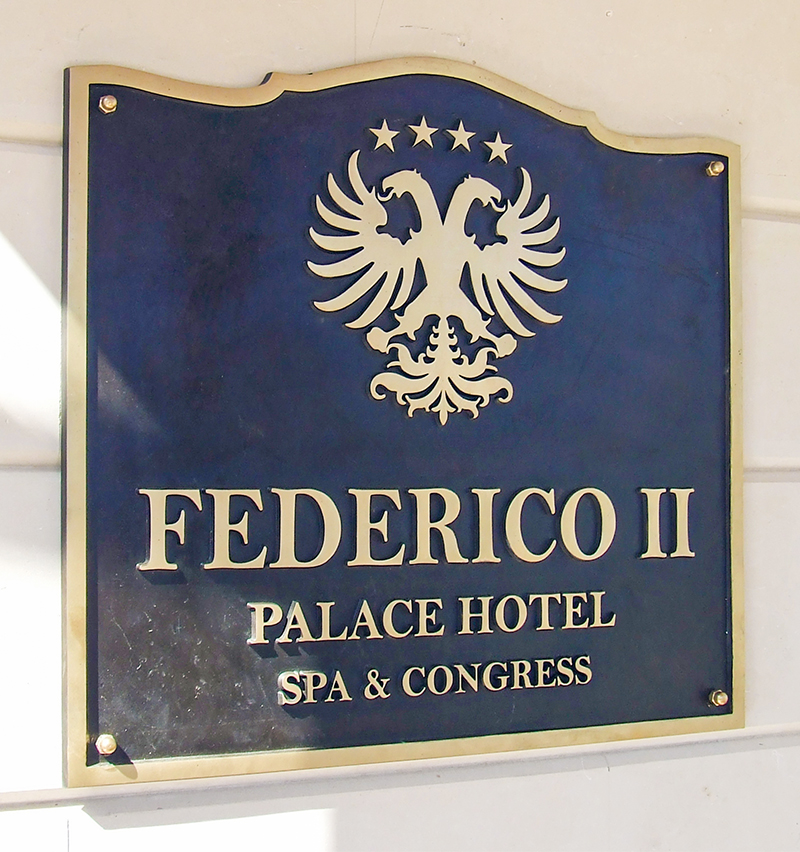 FEDERICO II
PALACE HOTEL
SPA & CONGRESS